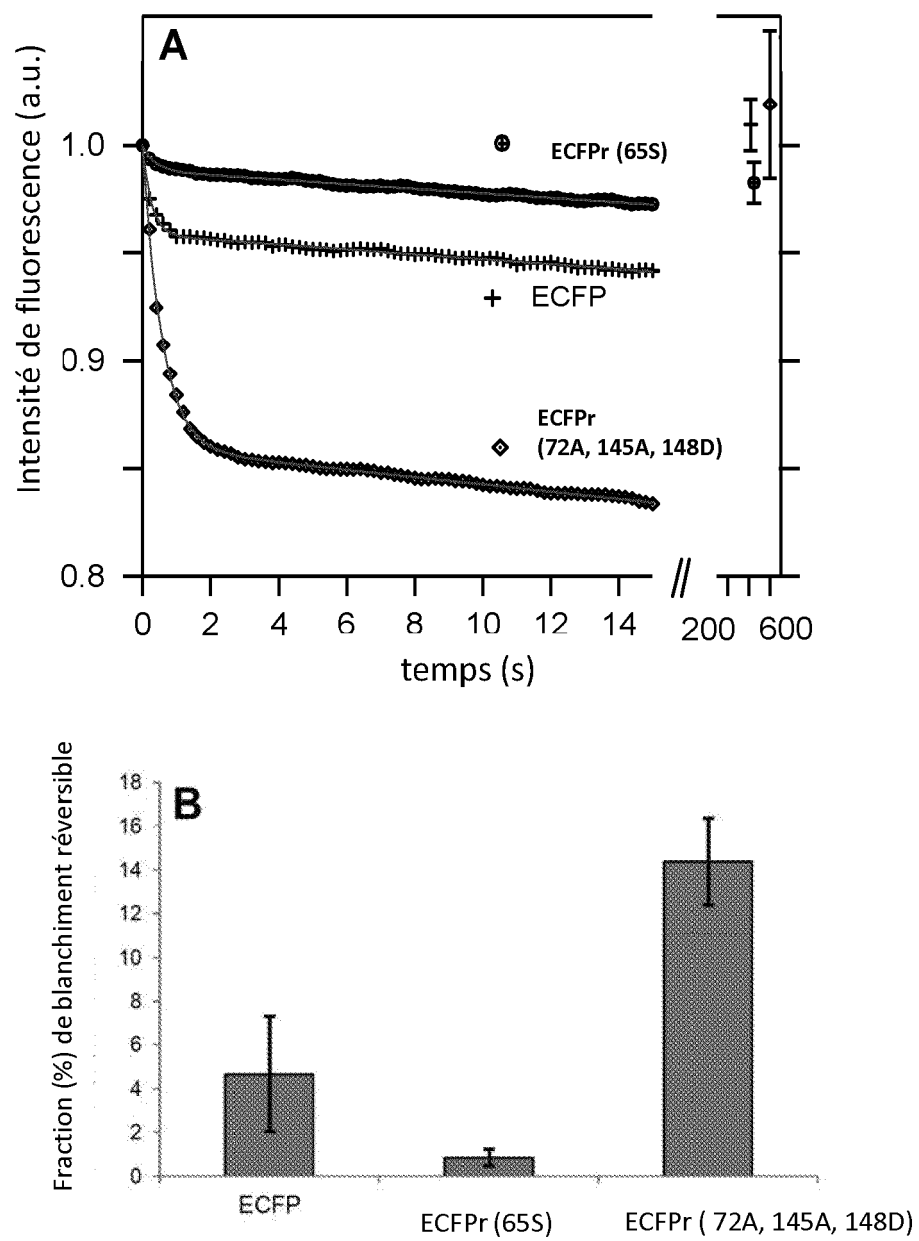 A
Intensité de fluorescence (a.u.)
1.0
0.9
0.8
ECFPr (65S)
ECFP
ECFPr
(72A, 145A, 148D)
0 2 4 6 8 10 12 14 // 200 600
temps (s)
B
Fraction (%) de blanchiment réversible
18
16
14
12
10
8
6
4
2
0
ECFP
ECFPr (65S)
ECFPr ( 72A, 145A, 148D)